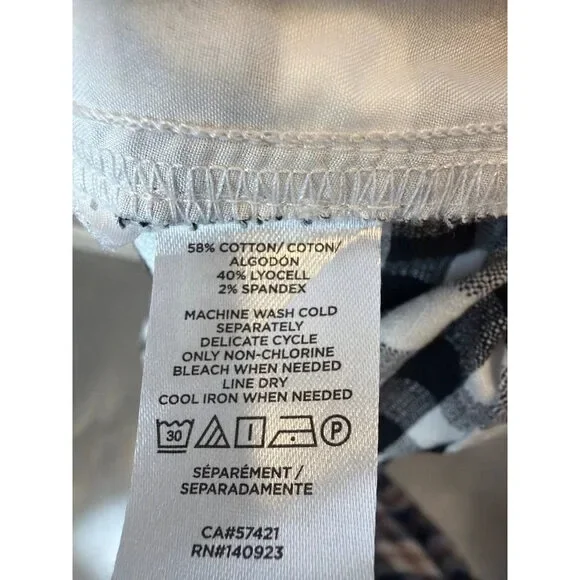 58% COTTON/ COTON/
ALGODÓN
40% LYOCELL
2% SPANDEX
MACHINE WASH COLD
SEPARATELY
DELICATE CYCLE
ONLY NON-CHLORINE
BLEACH WHEN NEEDED
LINE DRY
COOL IRON WHEN NEEDED
30 P
SÉPARÉMENT /
SEPARADAMENTE
CA#57421
RN#140923